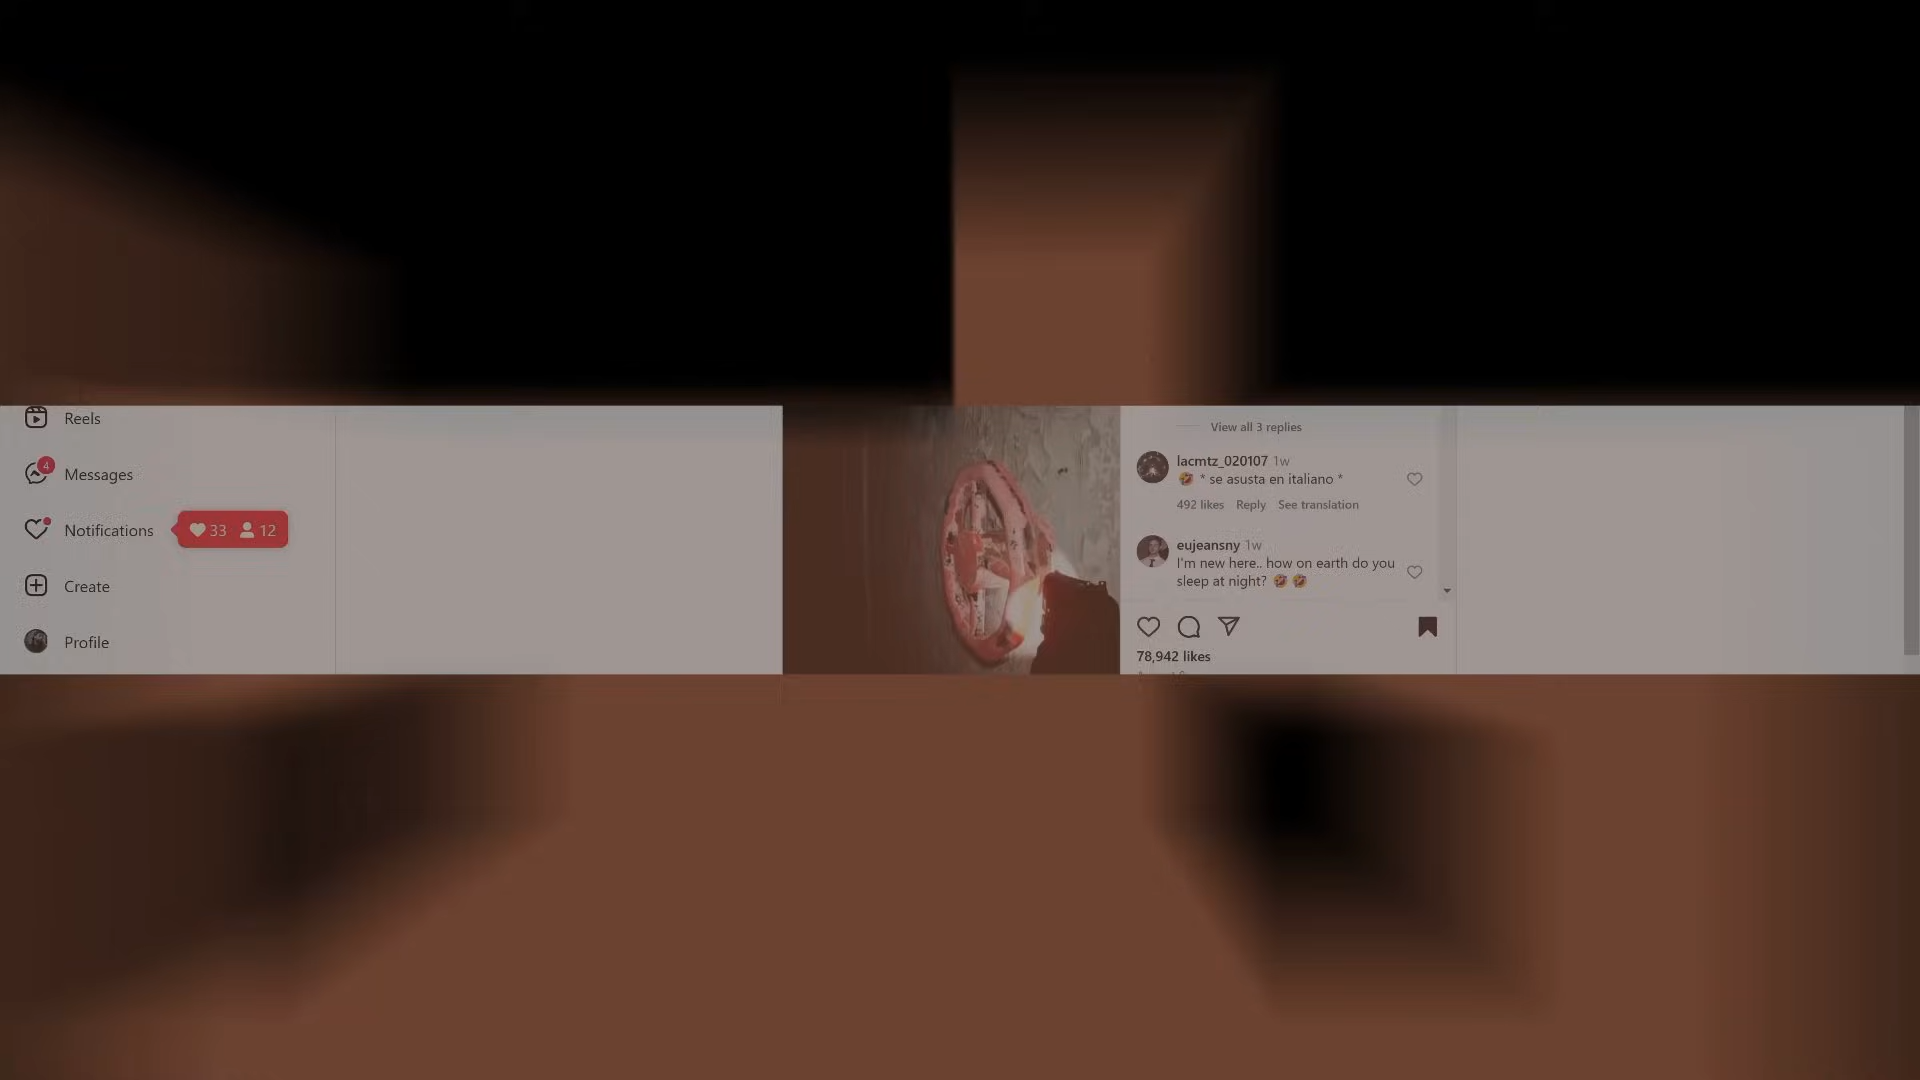 Reels
4
Messages
Notifications
33 12
Create
Profile
View all 3 replies
lacmtz_020107 1w
🤣 * se asusta en italiano *
492 likes Reply See translation
eujeansny 1w
I'm new here.. how on earth do you
sleep at night? 🤣 🤣
78,942 likes